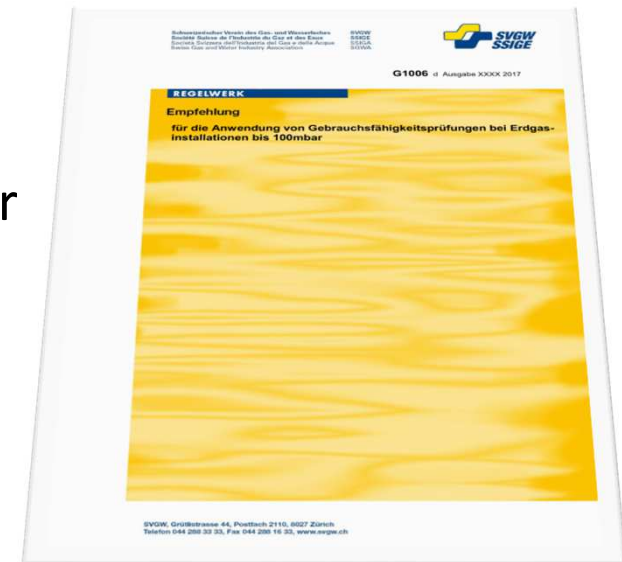 Schweizerischer Verein des Gas- und Wasserfaches SVGW
Société Suisse de l'Industrie du Gaz et des Eaux SSIGE
Società Svizzera dell'Industria del Gas e delle Acque SSIGA
Swiss Gas and Water Industry Association SGWA
SVGW
SSIGE
G1006 d Ausgabe XXXX 2017
REGELWERK
Empfehlung
für die Anwendung von Gebrauchsfähigkeitsprüfungen bei Erdgas-
installationen bis 100mbar
r
SVGW, Grütlistrasse 44, Postfach 2110, 8027 Zürich
Telefon 044 288 33 33, Fax 044 288 16 33, www.svgw.ch